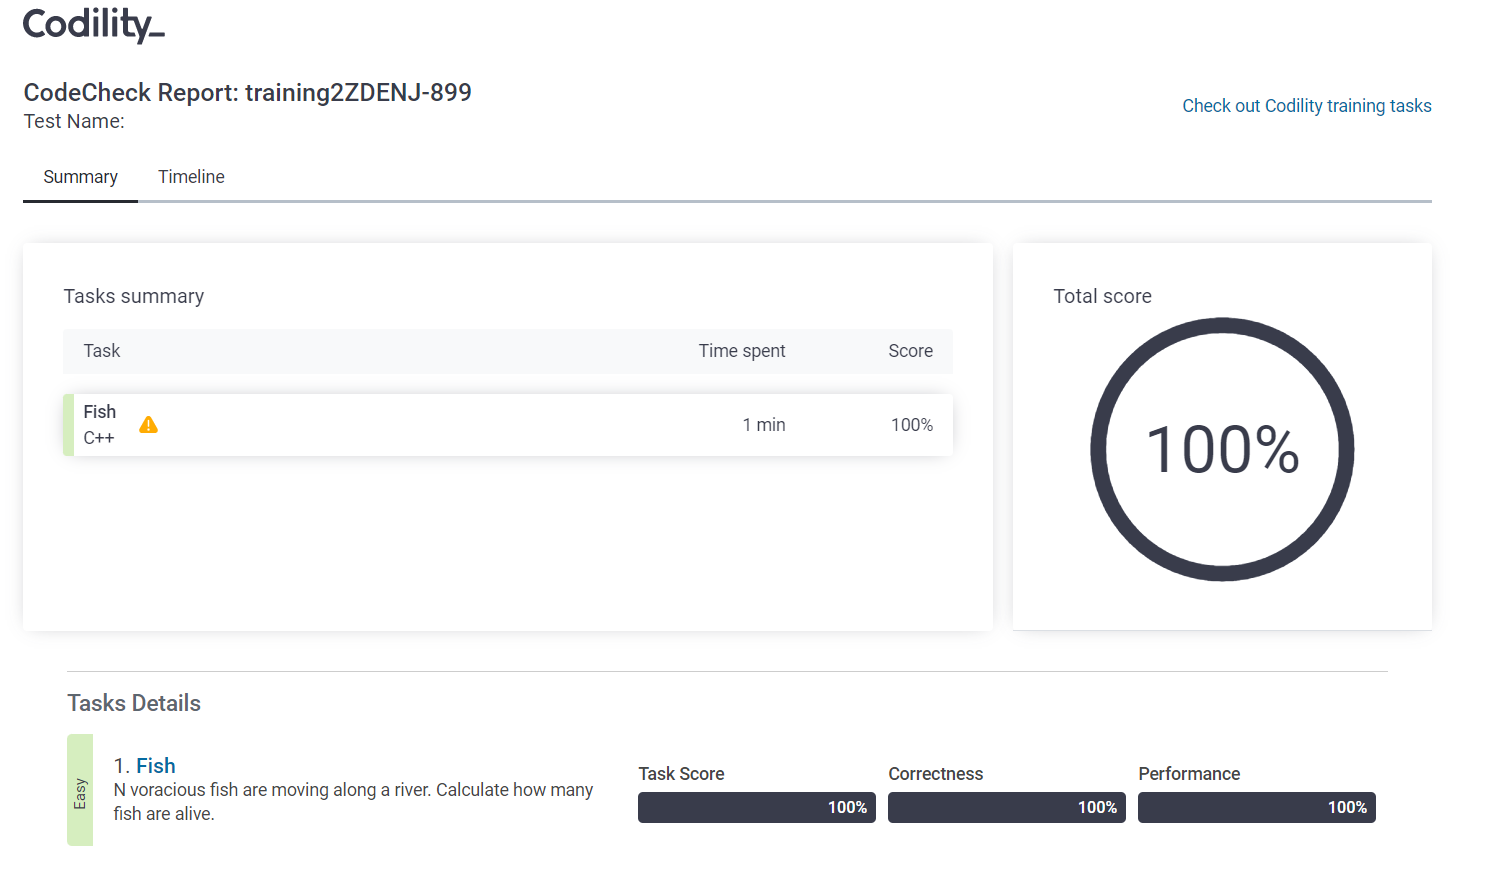 Codility_
CodeCheck Report: training2ZDENJ-899
Test Name:
Check out Codility training tasks
Summary
Timeline
Tasks summary
Task Time spent Score
Fish
C++
1 min 100%
Total score
100%
Tasks Details
Easy
1. Fish
N voracious fish are moving along a river. Calculate how many
fish are alive.
Task Score
100%
Correctness
100%
Performance
100%